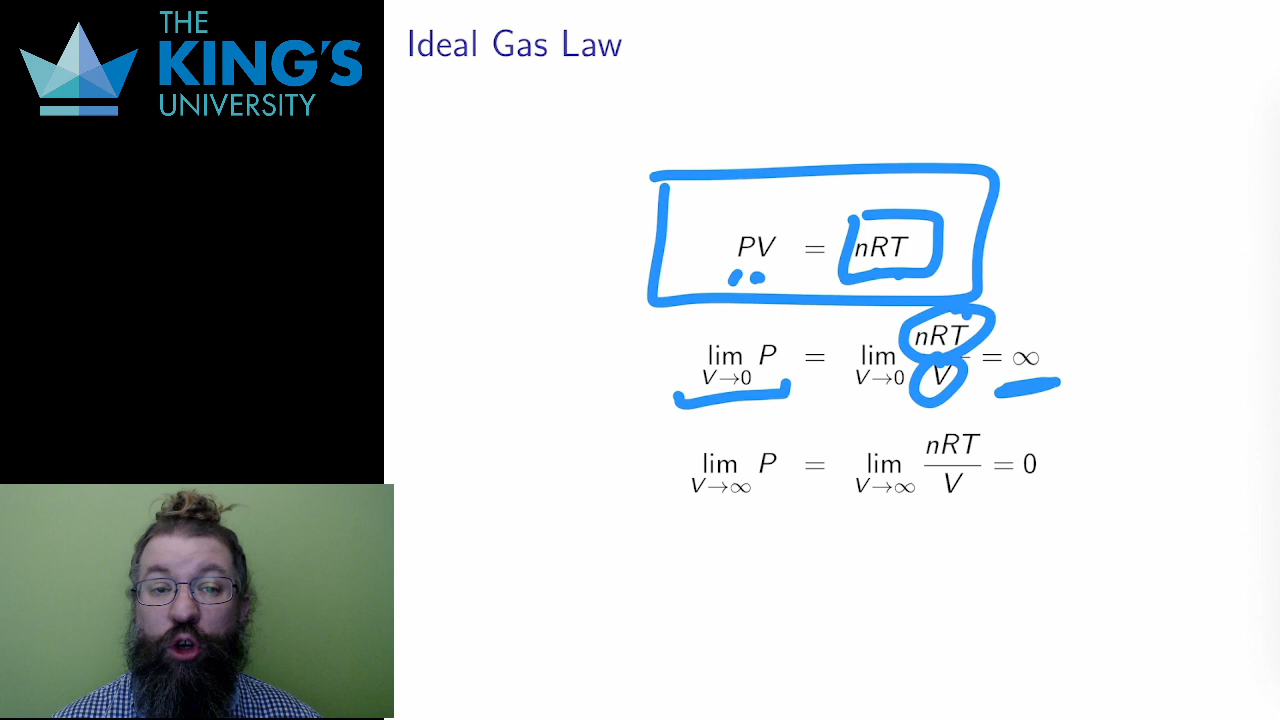 THE
KING'S
UNIVERSITY
Ideal Gas Law
PV = nRT
lim V→0 P = lim V→0 nRT / V = ∞
lim V→∞ P = lim V→∞ nRT / V = 0